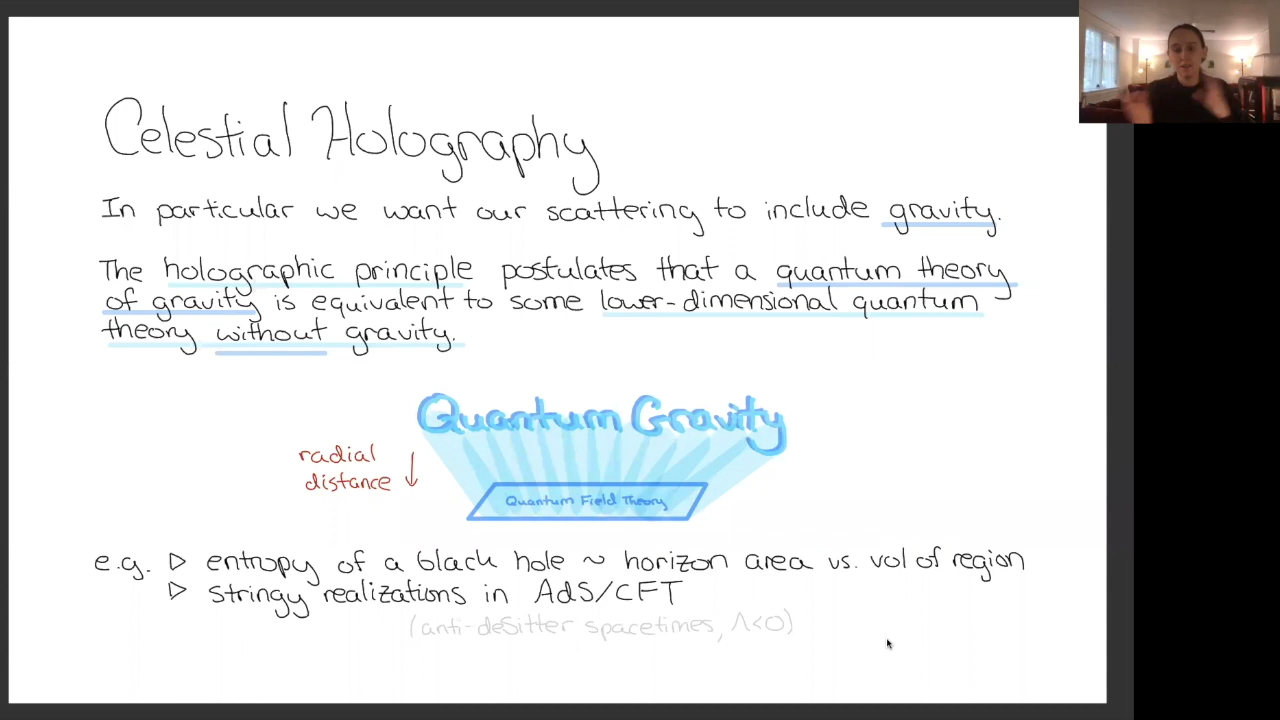 Celestial Holography
In particular we want our scattering to include gravity.
The holographic principle postulates that a quantum theory
of gravity is equivalent to some lower-dimensional quantum
theory without gravity.
Quantum Gravity
radial
distance ↓
Quantum Field Theory
e.g. ▷ entropy of a black hole ~ horizon area vs. vol of region
▷ stringy realizations in AdS/CFT
(anti-deSitter spacetimes, Λ<0)